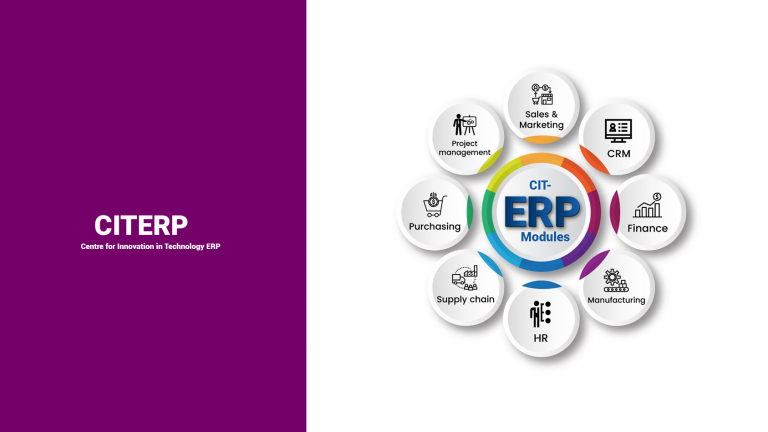 CITERP
Centre for Innovation in Technology ERP
CIT-
ERP
Modules
Sales &
Marketing
CRM
Finance
Manufacturing
HR
Supply chain
Purchasing
Project
management